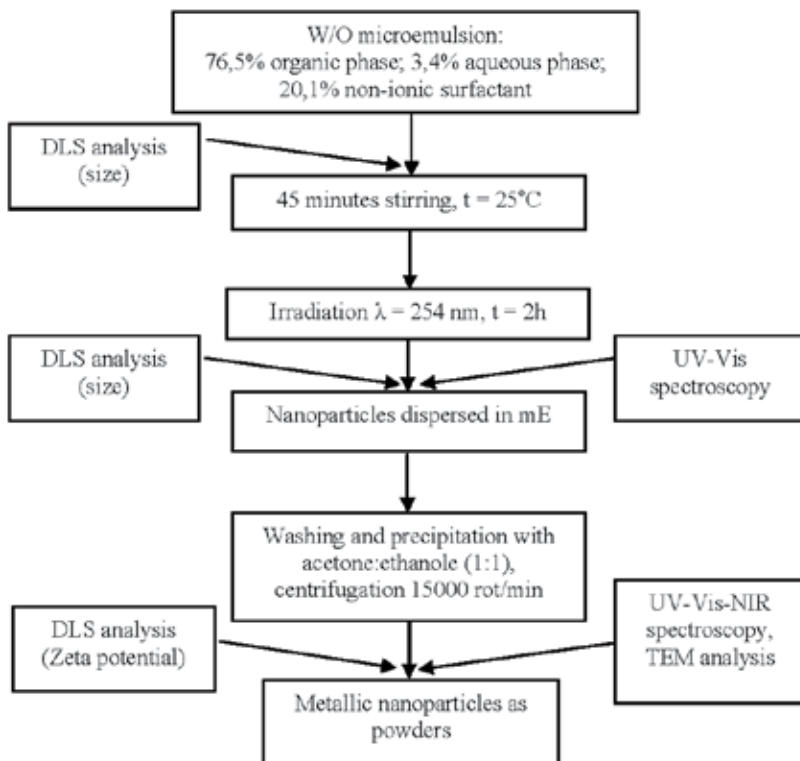 W/O microemulsion:
76,5% organic phase; 3,4% aqueous phase;
20,1% non-ionic surfactant
DLS analysis
(size)
45 minutes stirring, t = 25°C
Irradiation λ = 254 nm, t = 2h
DLS analysis
(size)
UV-Vis
spectroscopy
Nanoparticles dispersed in mE
Washing and precipitation with
acetone:ethanole (1:1),
centrifugation 15000 rot/min
DLS analysis
(Zeta potential)
UV-Vis-NIR
spectroscopy,
TEM analysis
Metallic nanoparticles as
powders